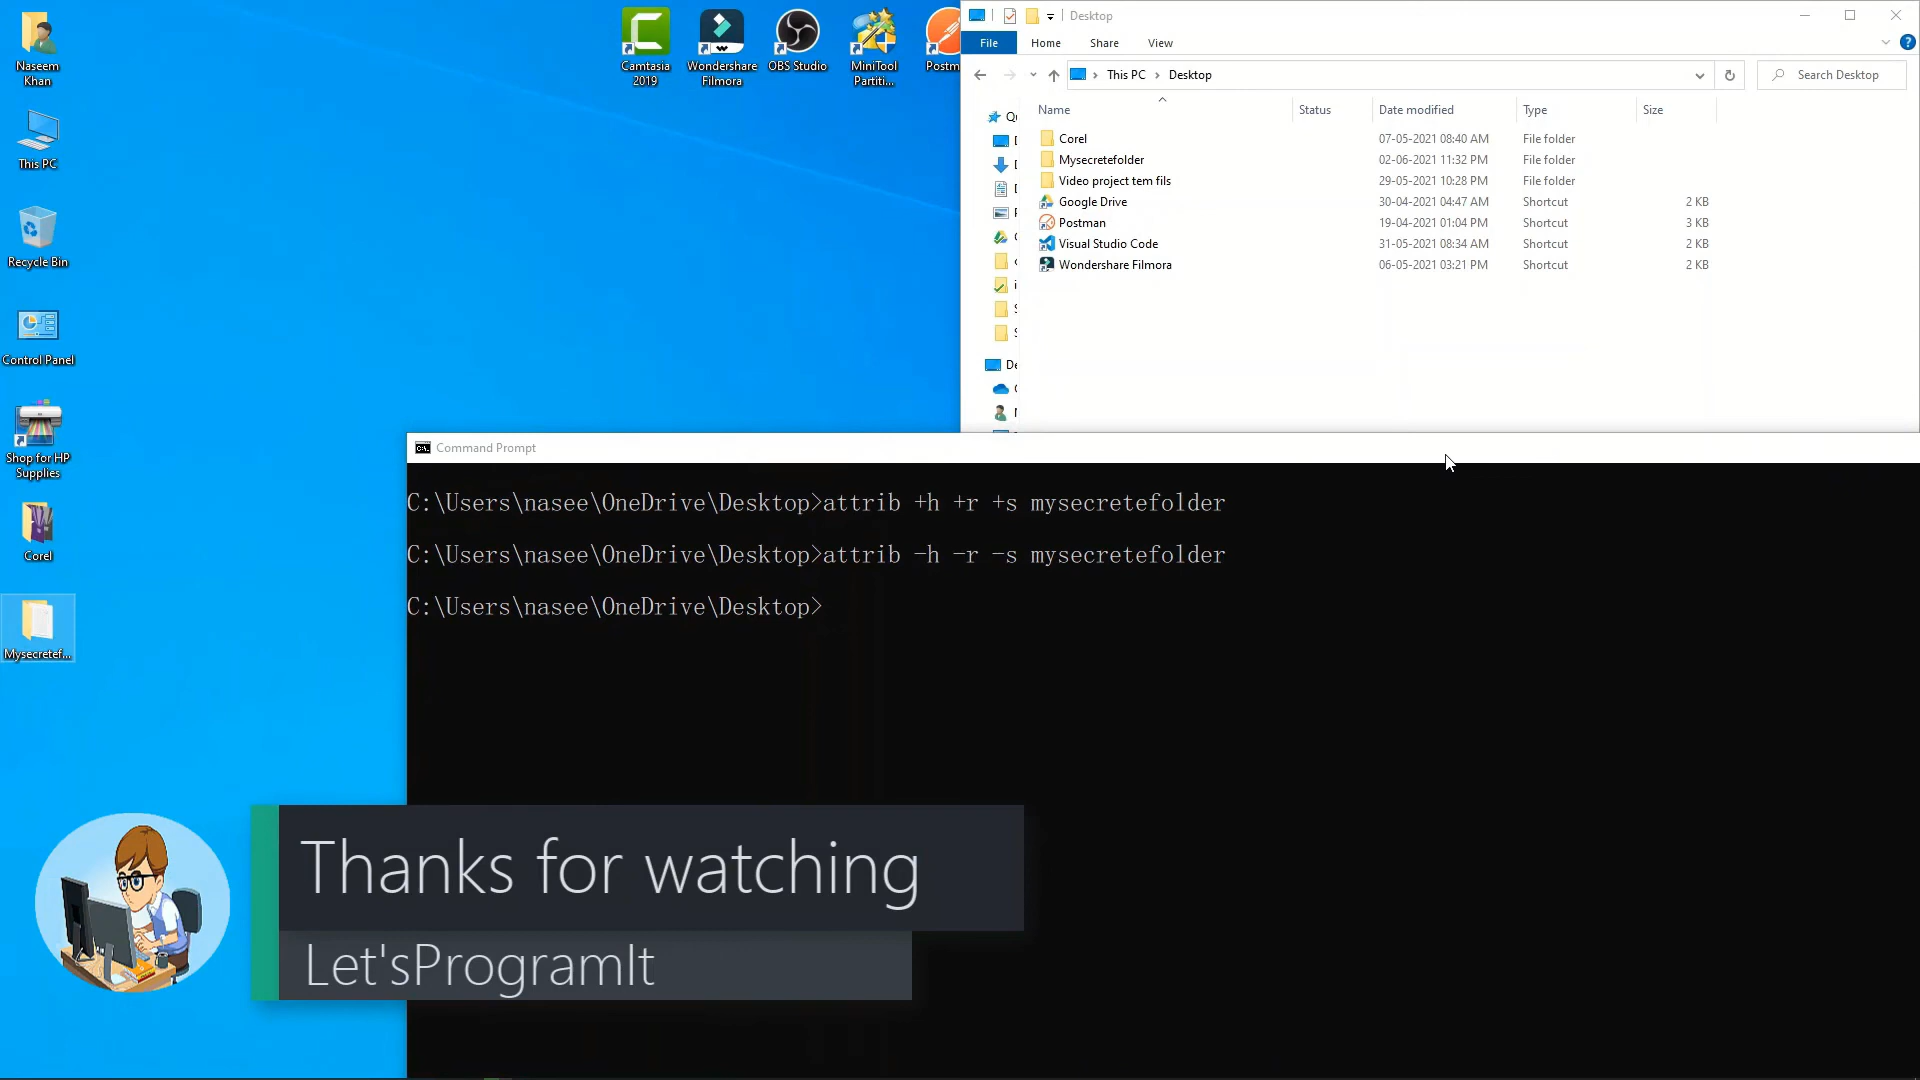 Naseem
Khan
This PC
Recycle Bin
Control Panel
Shop for HP
Supplies
Corel
Mysecretef...
Camtasia
2019
Wondershare
Filmora
OBS Studio
MiniTool
Partiti...
Postm
Desktop
File Home Share View
This PC > Desktop
Search Desktop
Name Status Date modified Type Size
Corel 07-05-2021 08:40 AM File folder
Mysecretefolder 02-06-2021 11:32 PM File folder
Video project tem fils 29-05-2021 10:28 PM File folder
Google Drive 30-04-2021 04:47 AM Shortcut 2 KB
Postman 19-04-2021 01:04 PM Shortcut 3 KB
Visual Studio Code 31-05-2021 08:34 AM Shortcut 2 KB
Wondershare Filmora 06-05-2021 03:21 PM Shortcut 2 KB
Command Prompt
C:\Users\nasee\OneDrive\Desktop>attrib +h +r +s mysecretefolder
C:\Users\nasee\OneDrive\Desktop>attrib -h -r -s mysecretefolder
C:\Users\nasee\OneDrive\Desktop>
Thanks for watching
Let'sProgramIt